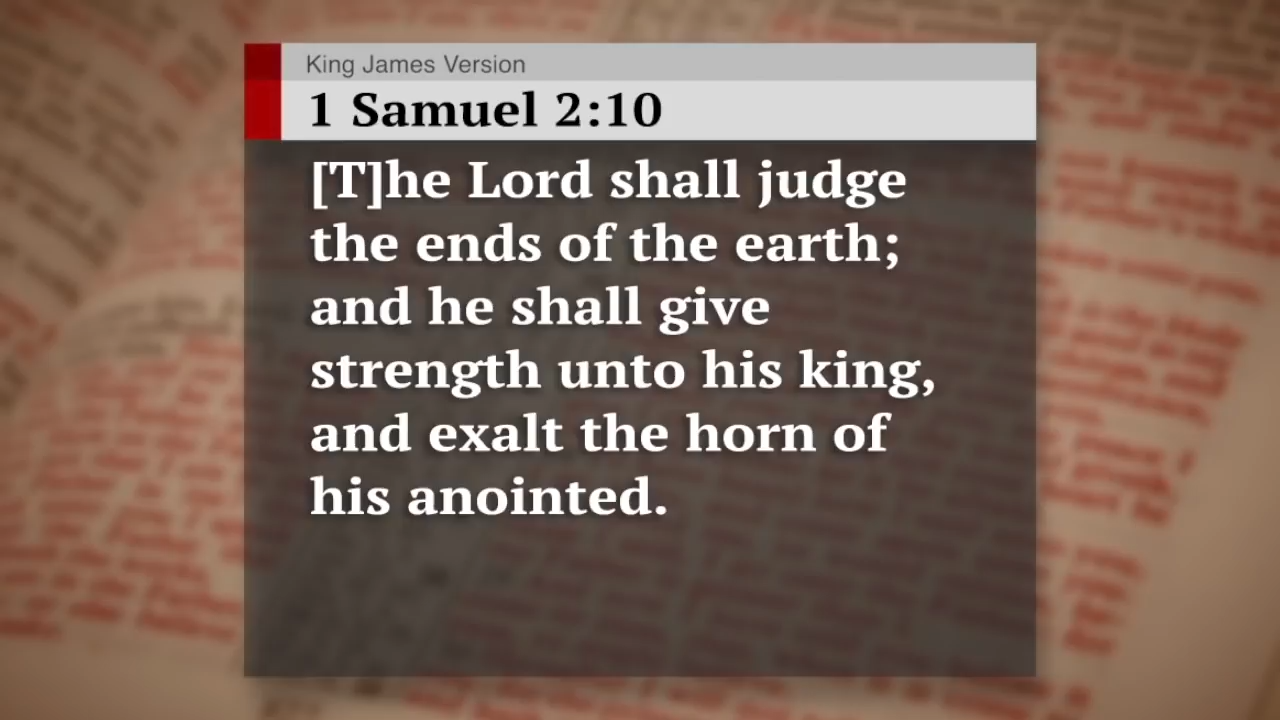 King James Version
1 Samuel 2:10
[T]he Lord shall judge
the ends of the earth;
and he shall give
strength unto his king,
and exalt the horn of
his anointed.